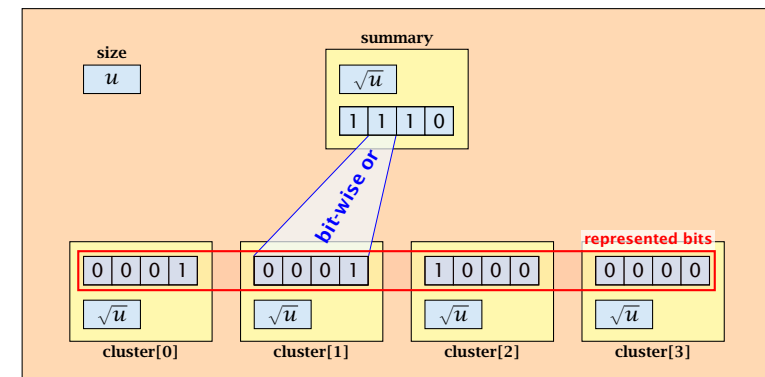 summary
size
u
√u
1 1 1 0
bit-wise or
represented bits
0 0 0 1 0 0 0 1 1 0 0 0 0 0 0 0
√u √u √u √u
cluster[0] cluster[1] cluster[2] cluster[3]